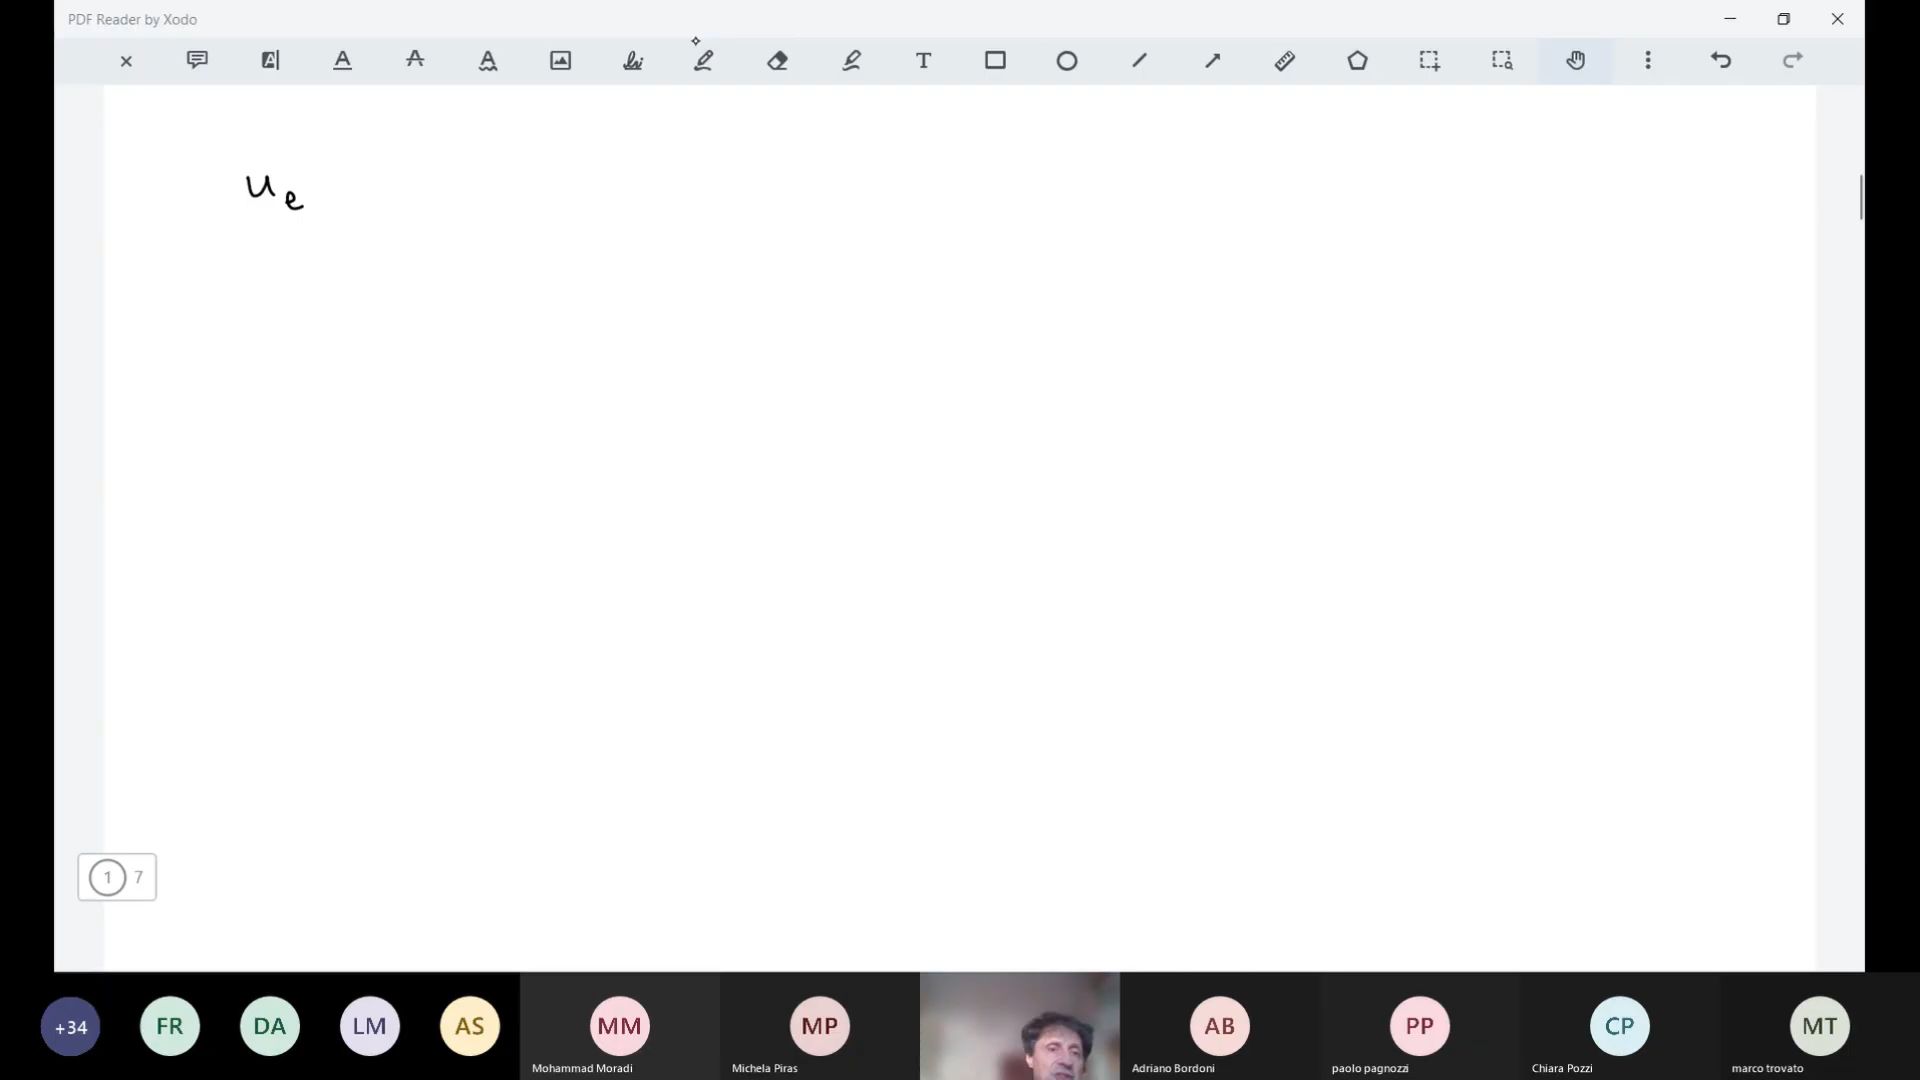 PDF Reader by Xodo
u_e
1 7
+34 FR DA LM AS MM MP AB PP CP MT
Mohammad Moradi Michela Piras Adriano Bordoni paolo pagnozzi Chiara Pozzi marco trovato